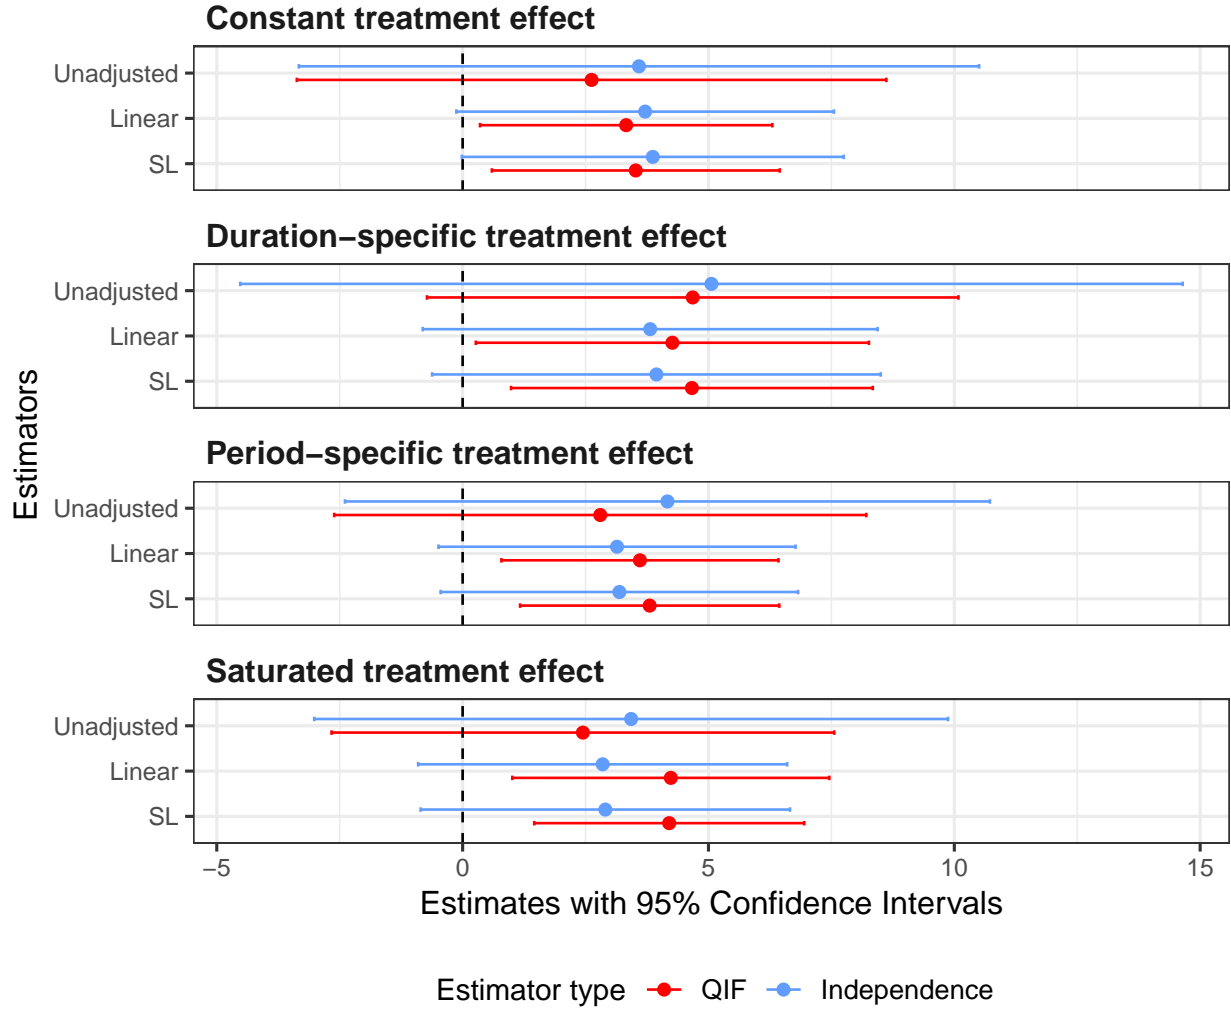 Constant treatment effect
Unadjusted
Linear
SL
Duration−specific treatment effect
Unadjusted
Linear
SL
Period−specific treatment effect
Unadjusted
Linear
SL
Saturated treatment effect
Unadjusted
Linear
SL
Estimators
−5 0 5 10 15
Estimates with 95% Confidence Intervals
Estimator type QIF Independence